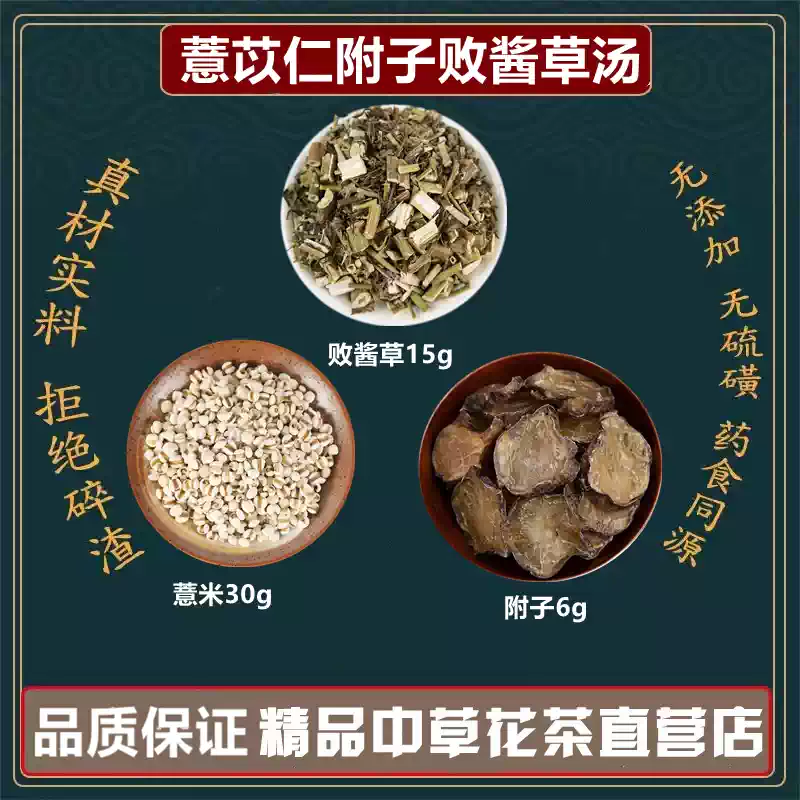 薏苡仁附子败酱草汤
真材实料 拒绝碎渣
无添加 无硫磺 药食同源
败酱草15g
薏米30g
附子6g
品质保证 精品中草花茶直营店